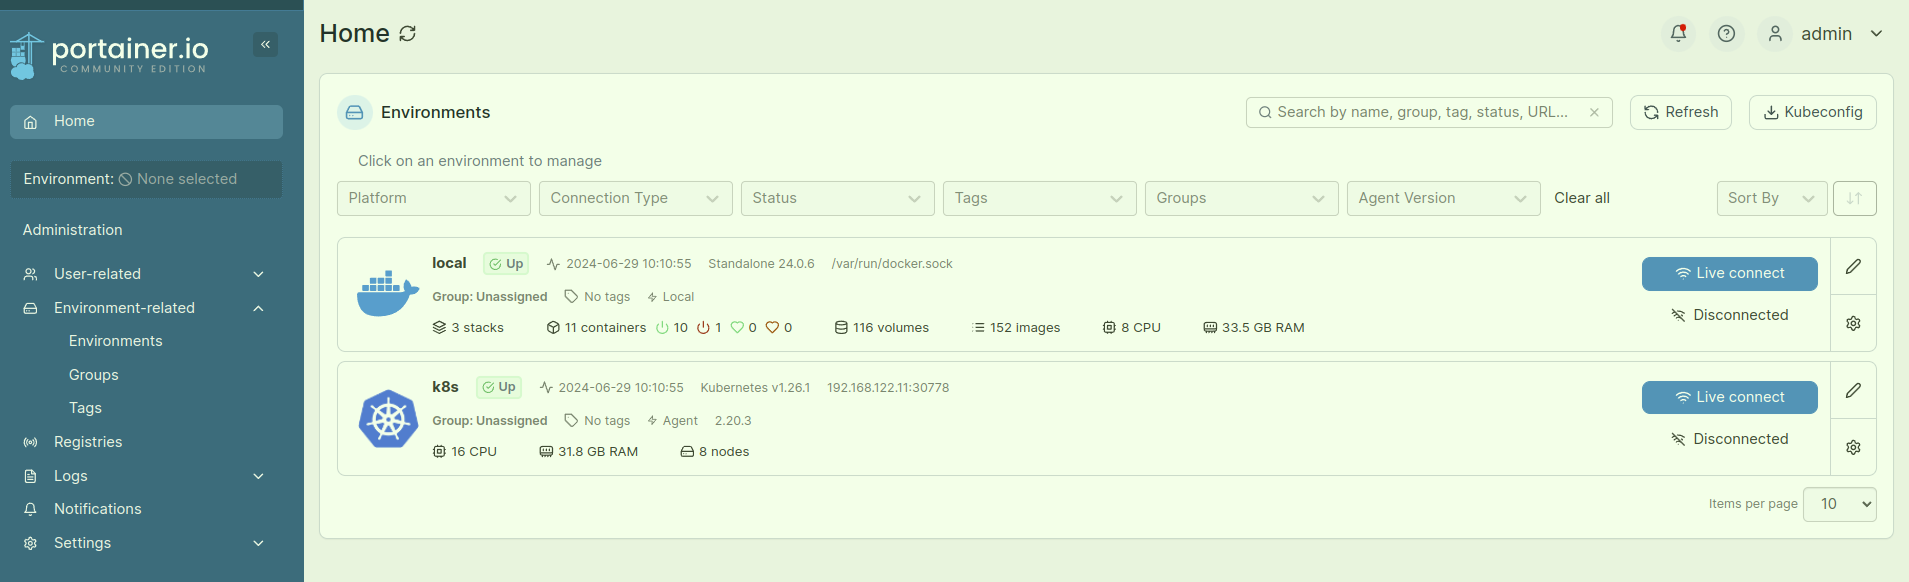 portainer.io
COMMUNITY EDITION
Home
Environment: None selected
Administration
User-related
Environment-related
Environments
Groups
Tags
Registries
Logs
Notifications
Settings
Home
admin
Environments
Search by name, group, tag, status, URL...
Refresh
Kubeconfig
Click on an environment to manage
Platform
Connection Type
Status
Tags
Groups
Agent Version
Clear all
Sort By
local Up 2024-06-29 10:10:55 Standalone 24.0.6 /var/run/docker.sock
Group: Unassigned No tags Local
3 stacks 11 containers 10 1 0 0 116 volumes 152 images 8 CPU 33.5 GB RAM
Live connect
Disconnected
k8s Up 2024-06-29 10:10:55 Kubernetes v1.26.1 192.168.122.11:30778
Group: Unassigned No tags Agent 2.20.3
16 CPU 31.8 GB RAM 8 nodes
Live connect
Disconnected
Items per page 10